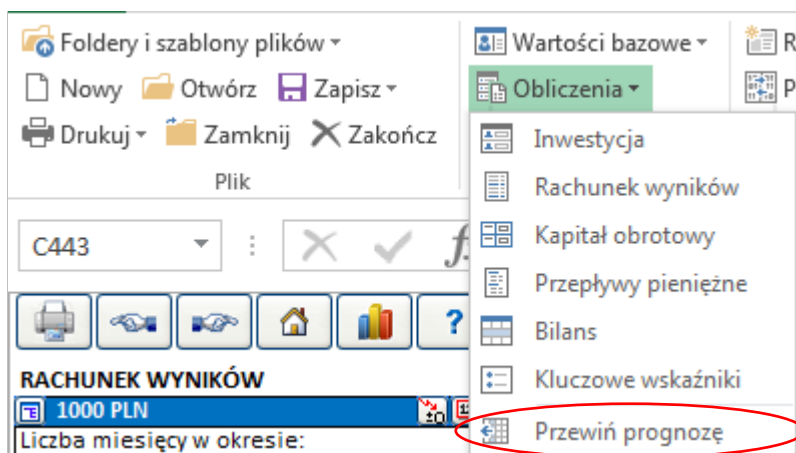 Foldery i szablony plików
Nowy Otwórz Zapisz
Drukuj Zamknij Zakończ
Plik
Wartości bazowe
Obliczenia
R
P
Inwestycja
Rachunek wyników
Kapitał obrotowy
Przepływy pieniężne
Bilans
Kluczowe wskaźniki
Przewiń prognozę
C443
?
RACHUNEK WYNIKÓW
1000 PLN
Liczba miesięcy w okresie: